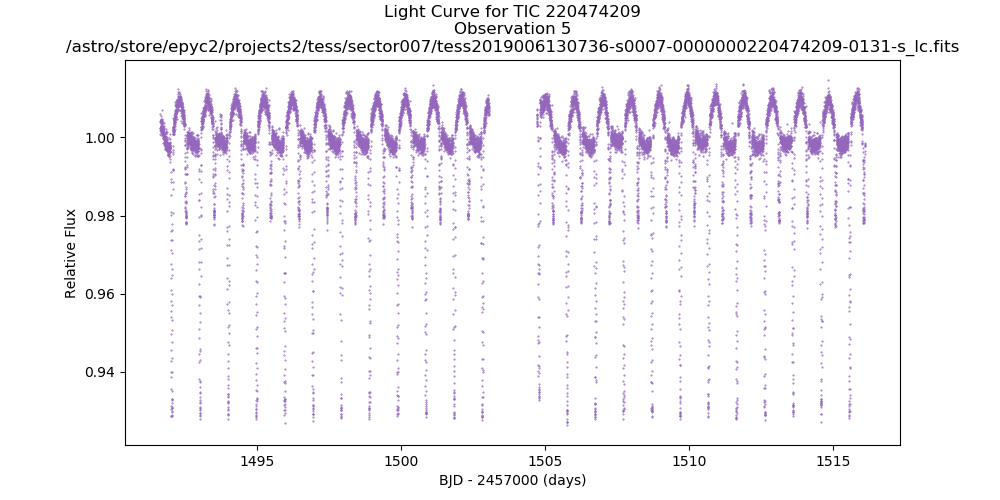 Light Curve for TIC 220474209
Observation 5
/astro/store/epyc2/projects2/tess/sector007/tess2019006130736-s0007-0000000220474209-0131-s_lc.fits
1.00
0.98
0.96
0.94
Relative Flux
1495
1500
1505
1510
1515
BJD - 2457000 (days)